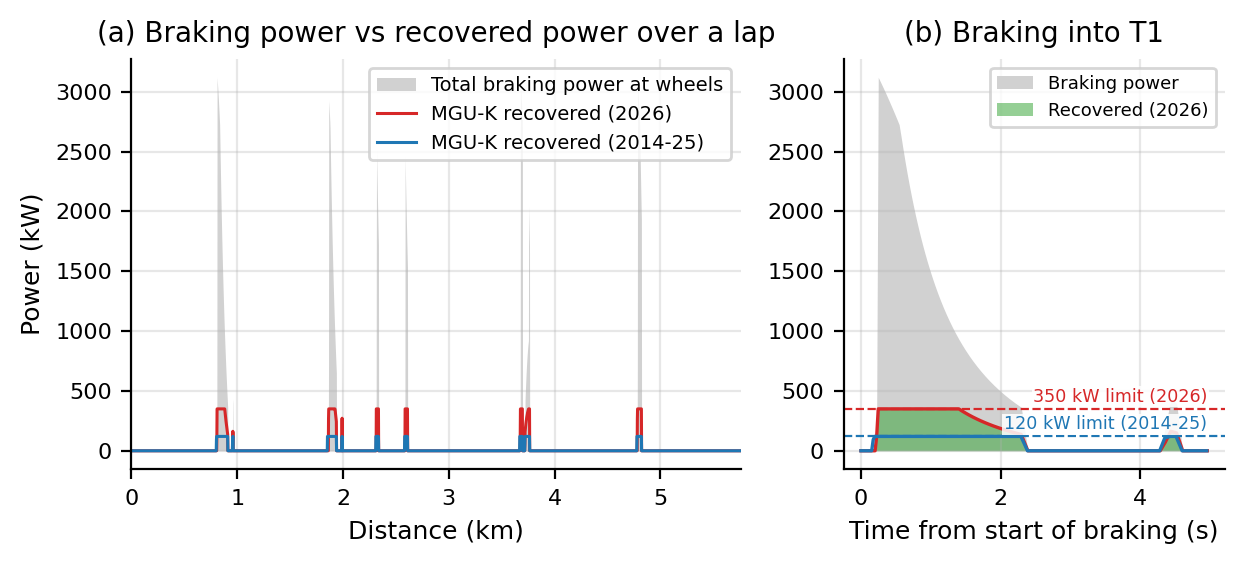 (a) Braking power vs recovered power over a lap
Total braking power at wheels
MGU-K recovered (2026)
MGU-K recovered (2014-25)
Power (kW)
3000
2500
2000
1500
1000
500
0
0 1 2 3 4 5
Distance (km)
(b) Braking into T1
Braking power
Recovered (2026)
3000
2500
2000
1500
1000
500
0
350 kW limit (2026)
120 kW limit (2014-25)
0 2 4
Time from start of braking (s)